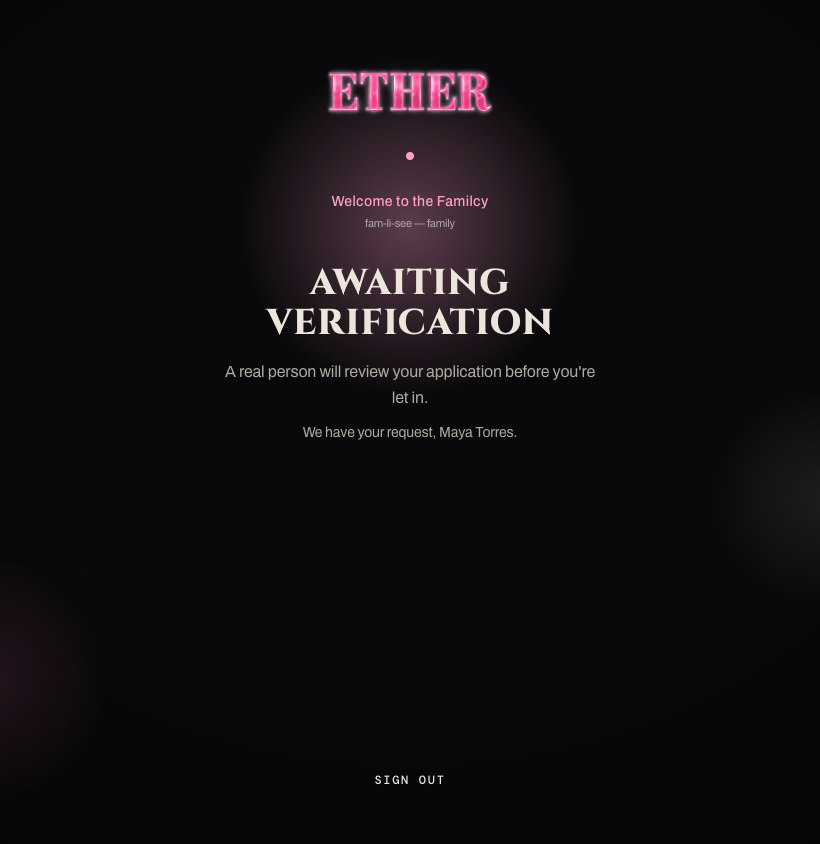 ETHER
Welcome to the Familcy
fam-li-see — family
AWAITING
VERIFICATION
A real person will review your application before you're
let in.
We have your request, Maya Torres.
SIGN OUT